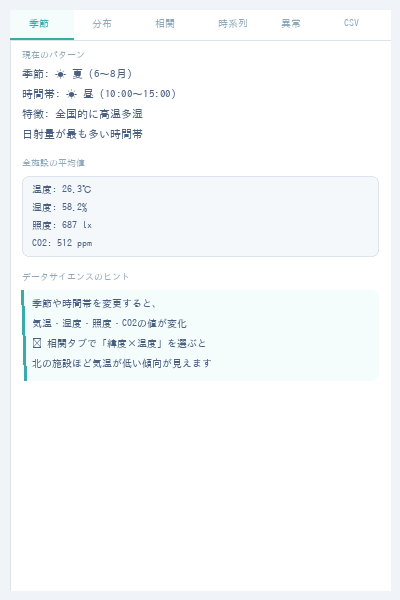 季節 分布 相関 時系列 異常 CSV
現在のパターン
季節: ☀ 夏 (6〜8月)
時間帯: ☀ 昼 (10:00〜15:00)
特徴: 全国的に高温多湿
日射量が最も多い時間帯
全施設の平均値
温度: 26.3℃
湿度: 58.2%
照度: 687 lx
CO2: 512 ppm
データサイエンスのヒント
季節や時間帯を変更すると、
気温・湿度・照度・CO2の値が変化
相関タブで「緯度×温度」を選ぶと
北の施設ほど気温が低い傾向が見えます